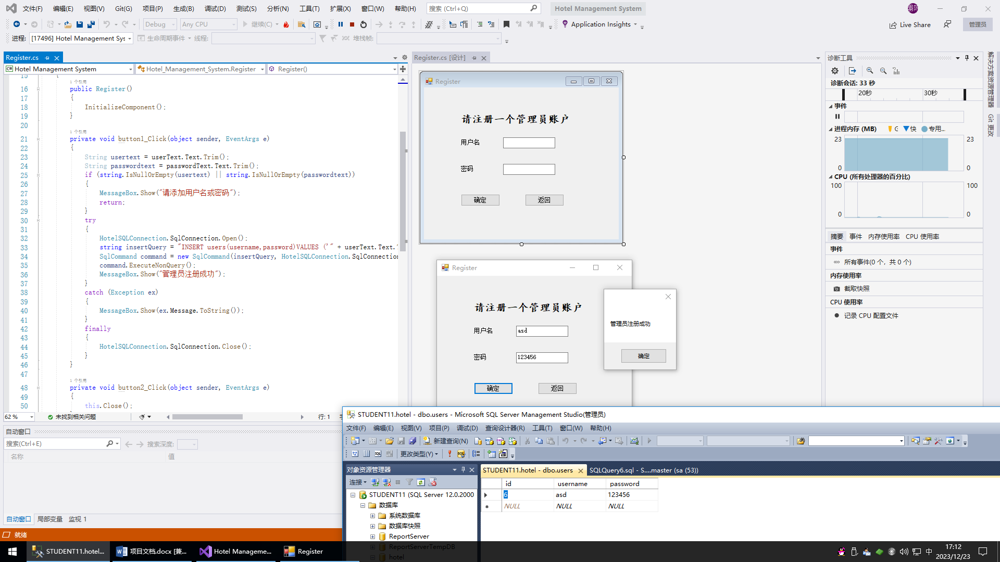 文件(F) 编辑(E) 视图(V) Git(G) 项目(P) 生成(B) 调试(D) 测试(S) 分析(N) 工具(T) 扩展(X) 窗口(W) 帮助(H) 搜索 (Ctrl+Q) Hotel Management System
Debug Any CPU 继续(C) Application Insights Live Share 管理员
进程: [17496] Hotel Management Sys 生命周期事件 线程: 堆栈帧:
Register.cs
Hotel Management System Hotel_Management_System.Register Register()
15
1 个引用
16 public Register()
17 {
18 InitializeComponent();
19 }
20
1 个引用
21 private void button1_Click(object sender, EventArgs e)
22 {
23 String usertext = userText.Text.Trim();
24 String passwordtext = passwordText.Text.Trim();
25 if (string.IsNullOrEmpty(usertext) || string.IsNullOrEmpty(passwordtext))
26 {
27 MessageBox.Show("请添加用户名或密码");
28 return;
29 }
30 try
31 {
32 HotelSQLConnection.SqlConnection.Open();
33 string insertQuery = "INSERT users(username,password)VALUES ('" + userText.Text.
34 SqlCommand command = new SqlCommand(insertQuery, HotelSQLConnection.SqlConnection
35 command.ExecuteNonQuery();
36 MessageBox.Show("管理员注册成功");
37 }
38 catch (Exception ex)
39 {
40 MessageBox.Show(ex.Message.ToString());
41 }
42 finally
43 {
44 HotelSQLConnection.SqlConnection.Close();
45 }
46 }
47
1 个引用
48 private void button2_Click(object sender, EventArgs e)
49 {
50 this.Close();
62 % 未找到相关问题 行: 1
自动窗口
搜索(Ctrl+E) 搜索深度:
名称 值
自动窗口 局部变量 监视 1
就绪
Register.cs [设计]
Register
请注册一个管理员账户
用户名
密码
确定 返回
Register
请注册一个管理员账户
用户名 asd
密码 123456
确定 返回
管理员注册成功
确定
诊断工具
诊断会话: 33 秒
20秒 30秒
事件
进程内存 (MB) G 快 专用...
23 23
0 0
CPU (所有处理器的百分比)
100 100
0 0
摘要 事件 内存使用率 CPU 使用率
事件
所有事件(0 个，共 0 个)
内存使用率
截取快照
CPU 使用率
记录 CPU 配置文件
解决方案资源管理器
Git 更改
STUDENT11.hotel - dbo.users - Microsoft SQL Server Management Studio(管理员)
文件(F) 编辑(E) 视图(V) 项目(P) 调试(D) 查询设计器(R) 工具(T) 窗口(W) 帮助(H)
新建查询(N)
更改类型(Y)
对象资源管理器
连接
STUDENT11 (SQL Server 12.0.2000
数据库
系统数据库
数据库快照
ReportServer
ReportServerTempDB
hotel
STUDENT11.hotel - dbo.users SQLQuery6.sql - S....master (sa (53))
id username password
6 asd 123456
NULL NULL NULL
STUDENT11.hotel... 项目文档.docx [兼... Hotel Manageme... Register
中 17:12
2023/12/23